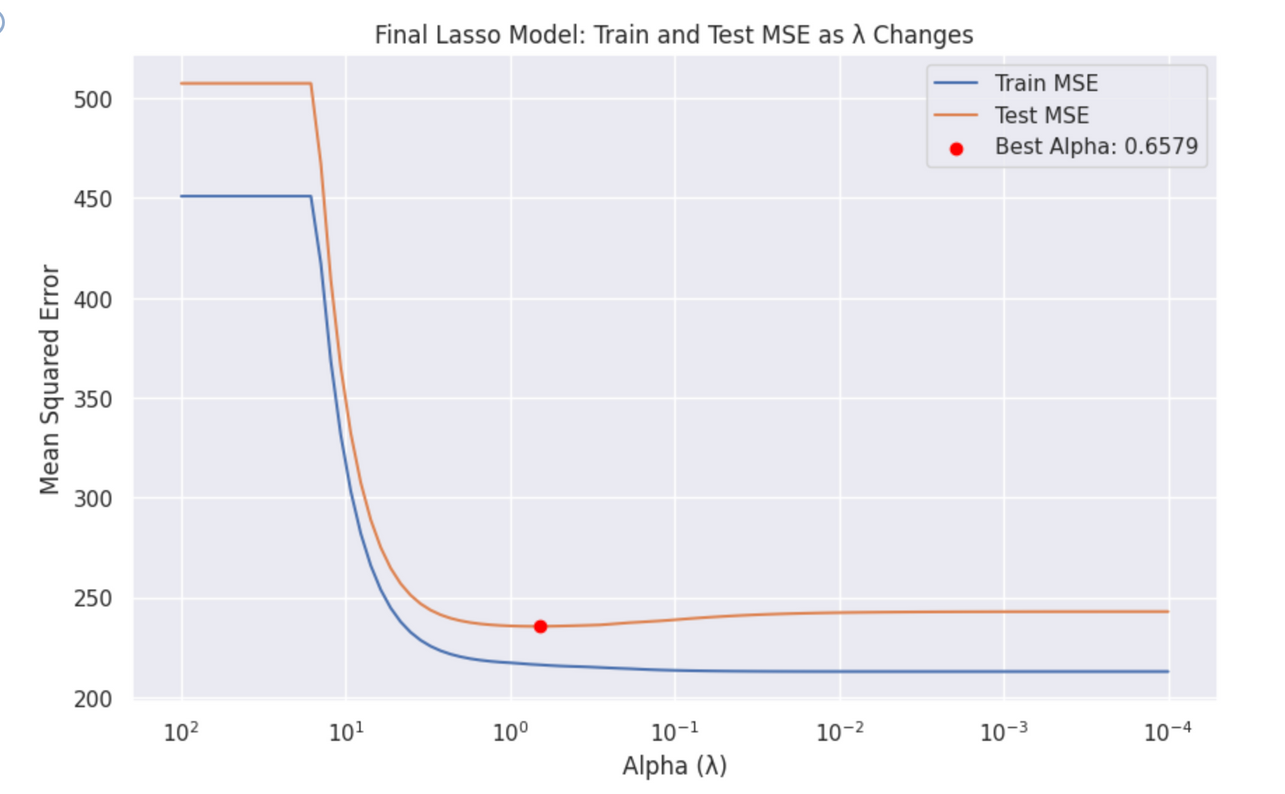 Final Lasso Model: Train and Test MSE as λ Changes
Train MSE
Test MSE
Best Alpha: 0.6579
Mean Squared Error
500
450
400
350
300
250
200
10²
10¹
10⁰
10⁻¹
10⁻²
10⁻³
10⁻⁴
Alpha (λ)